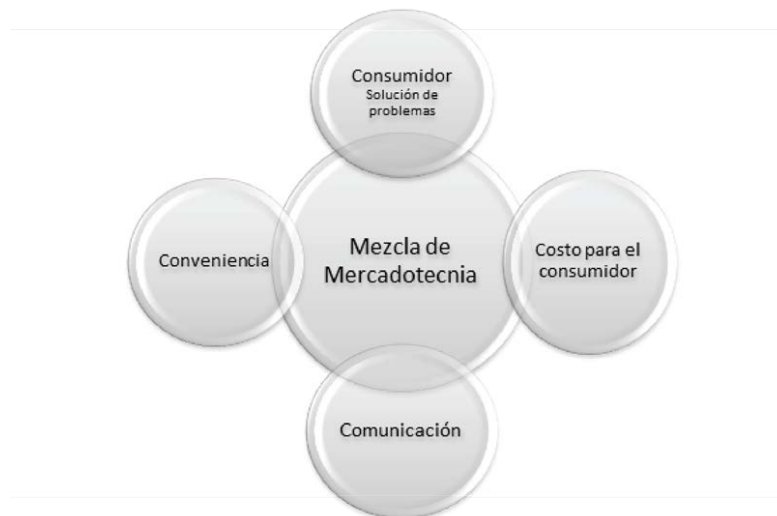 Consumidor
Solución de
problemas
Mezcla de
Mercadotecnia
Conveniencia
Costo para el
consumidor
Comunicación